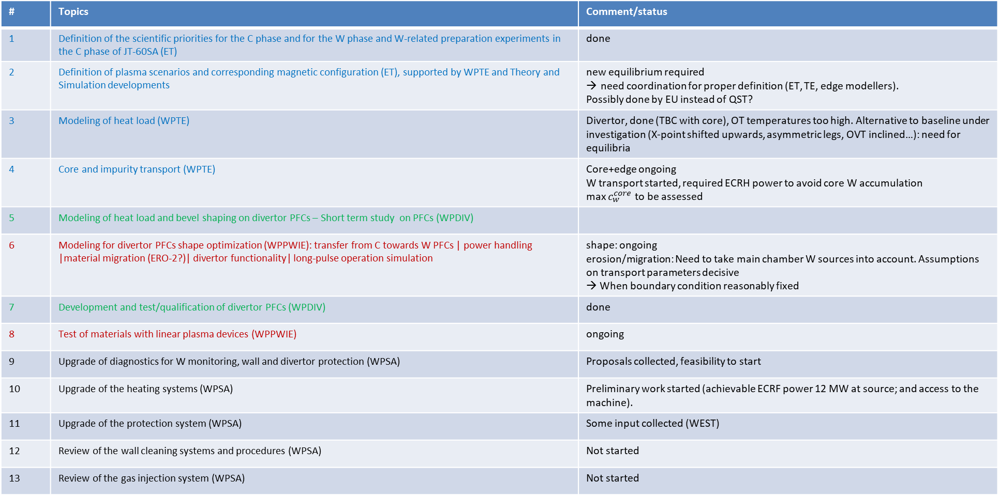 # Topics Comment/status
1 Definition of the scientific priorities for the C phase and for the W phase and W-related preparation experiments in
the C phase of JT-60SA (ET)
done
2 Definition of plasma scenarios and corresponding magnetic configuration (ET), supported by WPTE and Theory and
Simulation developments
new equilibrium required
→ need coordination for proper definition (ET, TE, edge modellers).
Possibly done by EU instead of QST?
3 Modeling of heat load (WPTE)
Divertor, done (TBC with core), OT temperatures too high. Alternative to baseline under
investigation (X-point shifted upwards, asymmetric legs, OVT inclined...): need for
equilibria
4 Core and impurity transport (WPTE)
Core+edge ongoing
W transport started, required ECRH power to avoid core W accumulation
max $c_w^{core}$ to be assessed
5 Modeling of heat load and bevel shaping on divertor PFCs – Short term study on PFCs (WPDIV)
6 Modeling for divertor PFCs shape optimization (WPPWIE): transfer from C towards W PFCs | power handling
|material migration (ERO-2?)| divertor functionality| long-pulse operation simulation
shape: ongoing
erosion/migration: Need to take main chamber W sources into account. Assumptions
on transport parameters decisive
→ When boundary condition reasonably fixed
7 Development and test/qualification of divertor PFCs (WPDIV)
done
8 Test of materials with linear plasma devices (WPPWIE)
ongoing
9 Upgrade of diagnostics for W monitoring, wall and divertor protection (WPSA)
Proposals collected, feasibility to start
10 Upgrade of the heating systems (WPSA)
Preliminary work started (achievable ECRF power 12 MW at source; and access to the
machine).
11 Upgrade of the protection system (WPSA)
Some input collected (WEST)
12 Review of the wall cleaning systems and procedures (WPSA)
Not started
13 Review of the gas injection system (WPSA)
Not started